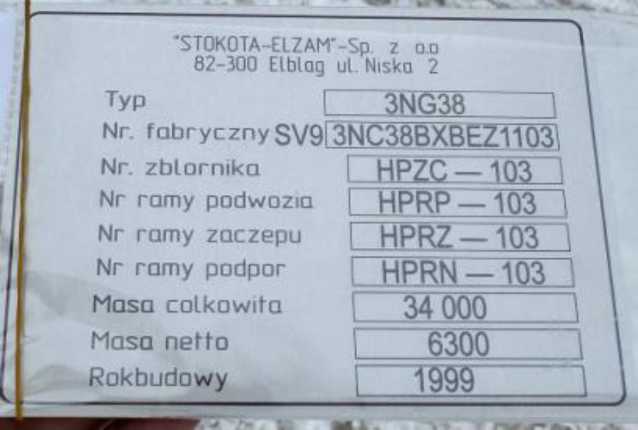 "STOKOTA-ELZAM"-Sp. z o.o
82-300 Elblag ul. Niska 2
Typ 3NG38
Nr. fabryczny SV9 3NC38BXBEZ1103
Nr. zblornika HPZC — 103
Nr ramy podwozia HPRP — 103
Nr ramy zaczepu HPRZ — 103
Nr ramy podpor HPRN — 103
Masa colkowita 34 000
Masa netto 6300
Rokbudowy 1999